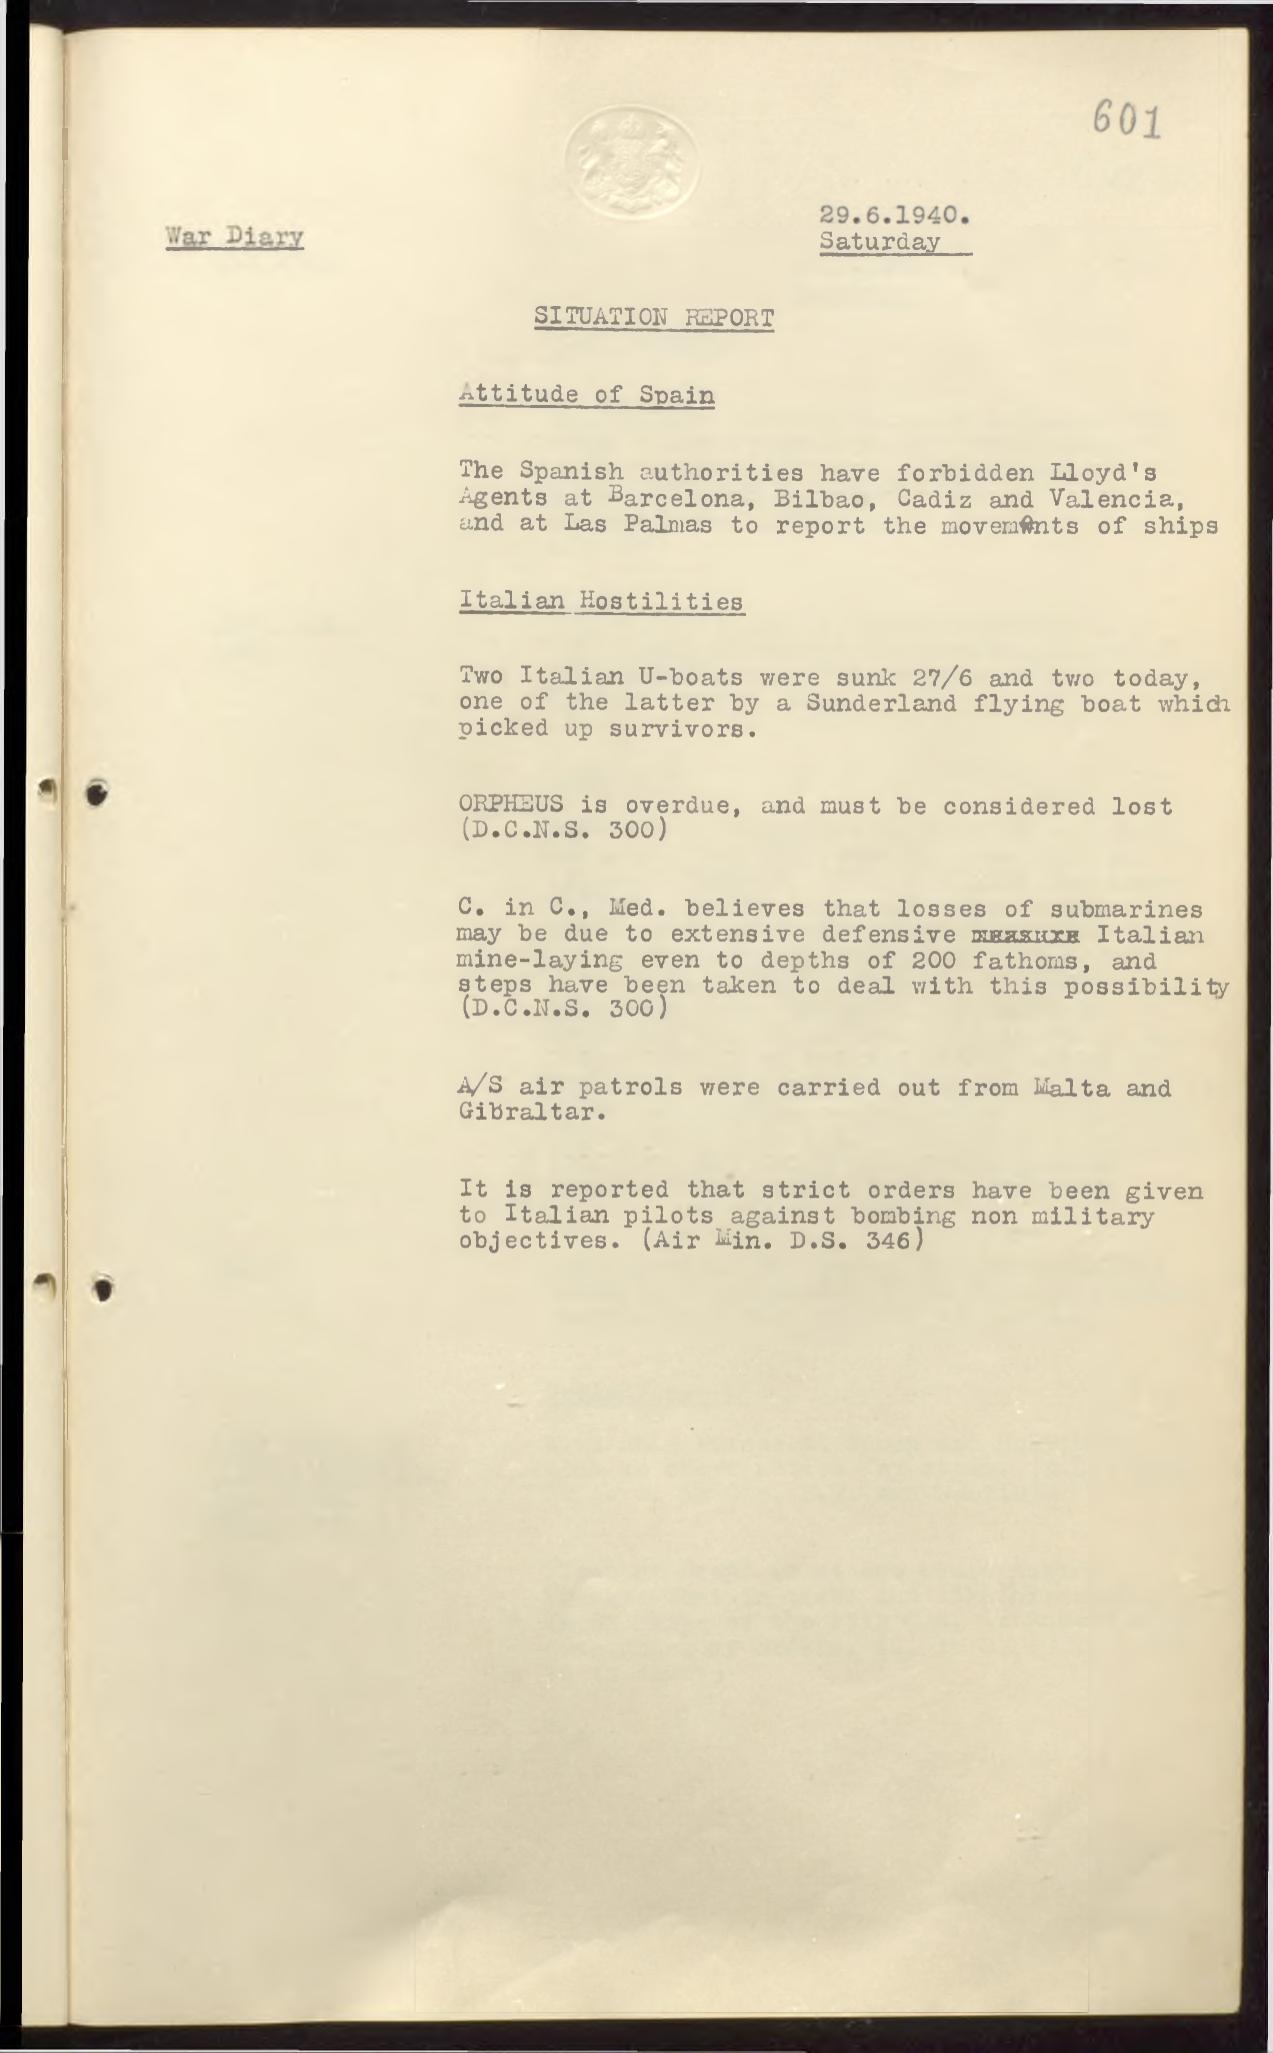 601
29.6.1940.
War Diary
Saturday
SITUATION REPORT
Attitude of Spain
The Spanish authorities have forbidden Lloyd's
Agents at Barcelona, Bilbao, Cadiz and Valencia,
and at Las Palmas to report the movements of ships
Italian Hostilities
Two Italian U-boats were sunk 27/6 and two today,
one of the latter by a Sunderland flying boat which
picked up survivors.
ORPHEUS is overdue, and must be considered lost
(D.C.N.S. 300)
C. in C., Med. believes that losses of submarines
may be due to extensive defensive Italian
mine-laying even to depths of 200 fathoms, and
steps have been taken to deal with this possibility
(D.C.N.S. 300)
A/S air patrols were carried out from Malta and
Gibraltar.
It is reported that strict orders have been given
to Italian pilots against bombing non military
objectives. (Air Min. D.S. 346)